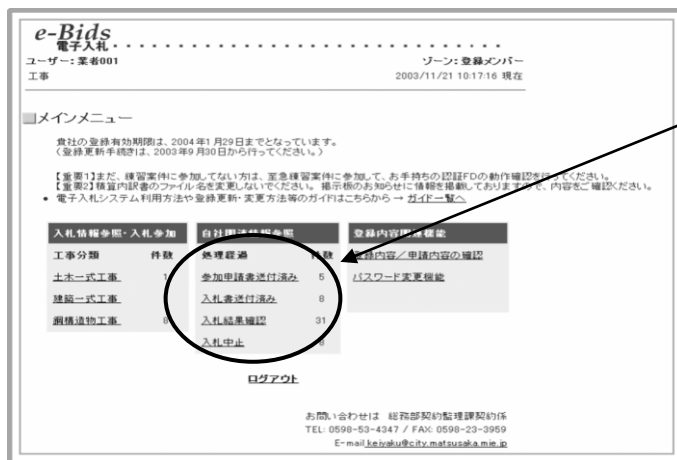 e-Bids
電子入札
ユーザー：業者001
ゾーン：登録メンバー
工事
2003/11/21 10:17:16 現在
メインメニュー
貴社の登録有効期限は、2004年1月29日までとなっています。
（登録更新手続きは、2003年9月30日から行ってください。）
【重要1】まだ、練習案件に参加してない方は、至急練習案件に参加して、お手持ちの認証FDの動作確認を行ってください。
【重要2】積算内訳書のファイル名を変更しないでください。 掲示板のお知らせに情報を掲載しておりますので、内容をご確認ください。
• 電子入札システム利用方法や登録更新・変更方法等のガイドはこちらから → ガイド一覧へ
入札情報参照・入札参加
工事分類 件数
土木一式工事 1
建築一式工事
鋼構造物工事 8
自社関連情報参照
処理経過 件数
参加申請書送付済み 5
入札書送付済み 8
入札結果確認 31
入札中止 8
登録内容関連機能
登録内容／申請内容の確認
パスワード変更機能
ログアウト
お問い合わせは 総務部契約監理課契約係
TEL: 0598-53-4347 / FAX: 0598-23-3959
E-mail keiyaku@city.matsusaka.mie.jp